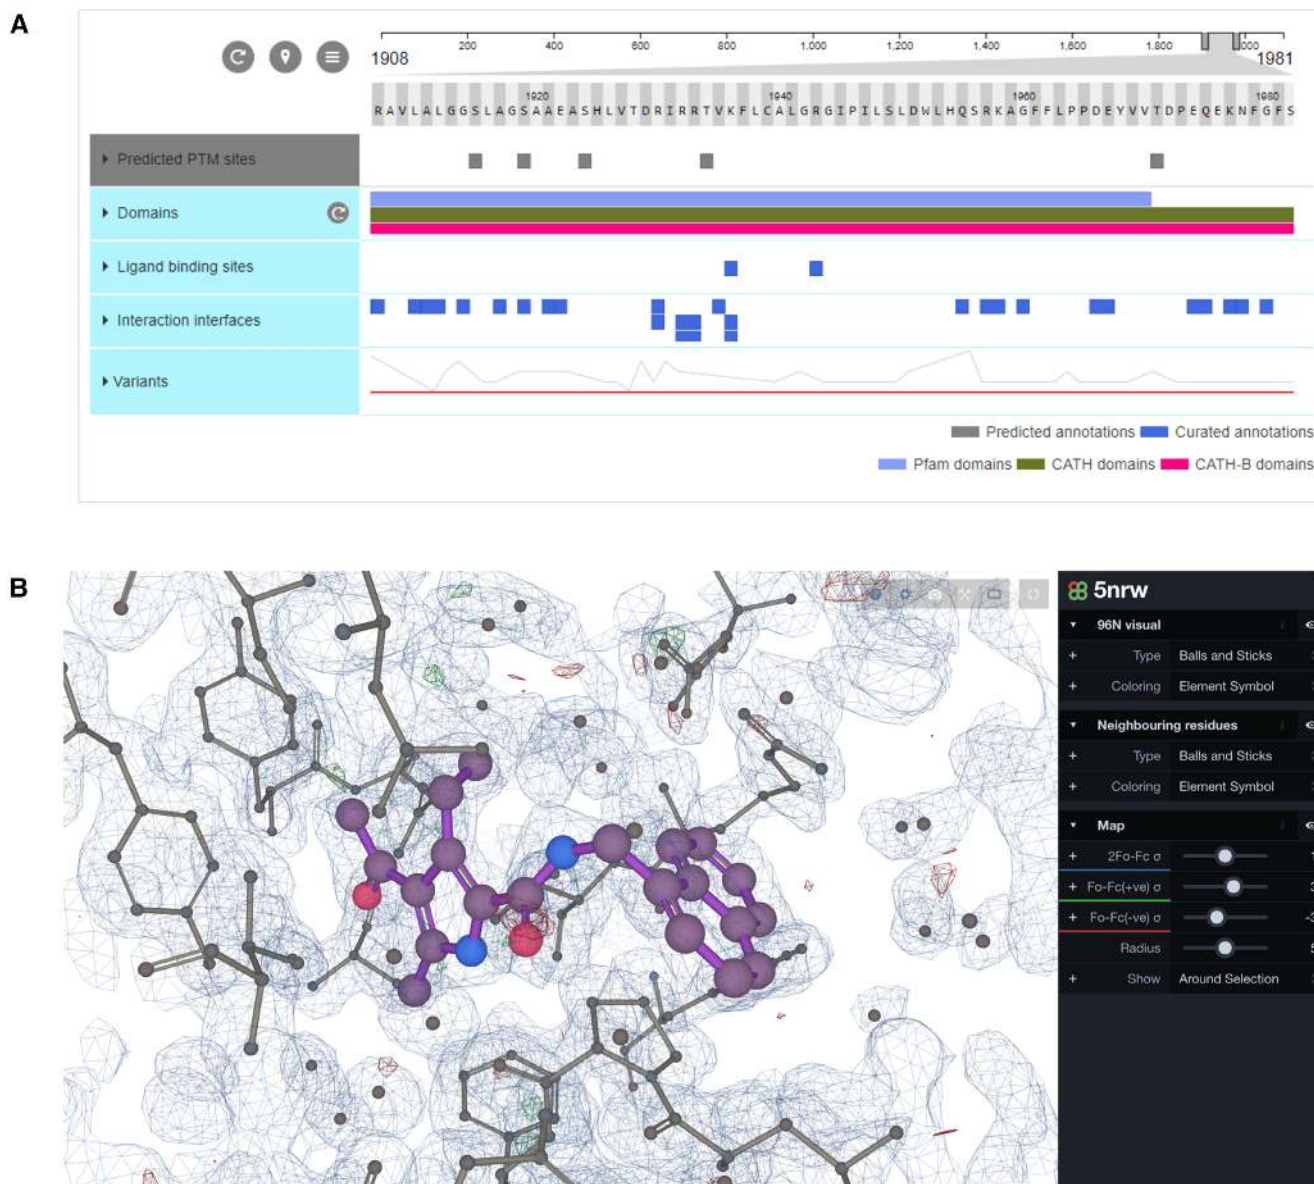 A
200 400 600 800 1,000 1,200 1,400 1,600 1,800 000
1908 1981
1920 1940 1960 1980
R A V L A L G G S L A G S A A E A S H L V T D R I R R T V K F L C A L G R G I P I L S L D W L H Q S R K A G F F L P P D E Y V V T D P E Q E K N F G F S
Predicted PTM sites
Domains
Ligand binding sites
Interaction interfaces
Variants
Predicted annotations Curated annotations
Pfam domains CATH domains CATH-B domains
B
5nrw
96N visual
+ Type Balls and Sticks
+ Coloring Element Symbol
Neighbouring residues
+ Type Balls and Sticks
+ Coloring Element Symbol
Map
+ 2Fo-Fc σ
+ Fo-Fc(+ve) σ
+ Fo-Fc(-ve) σ
Radius
+ Show Around Selection